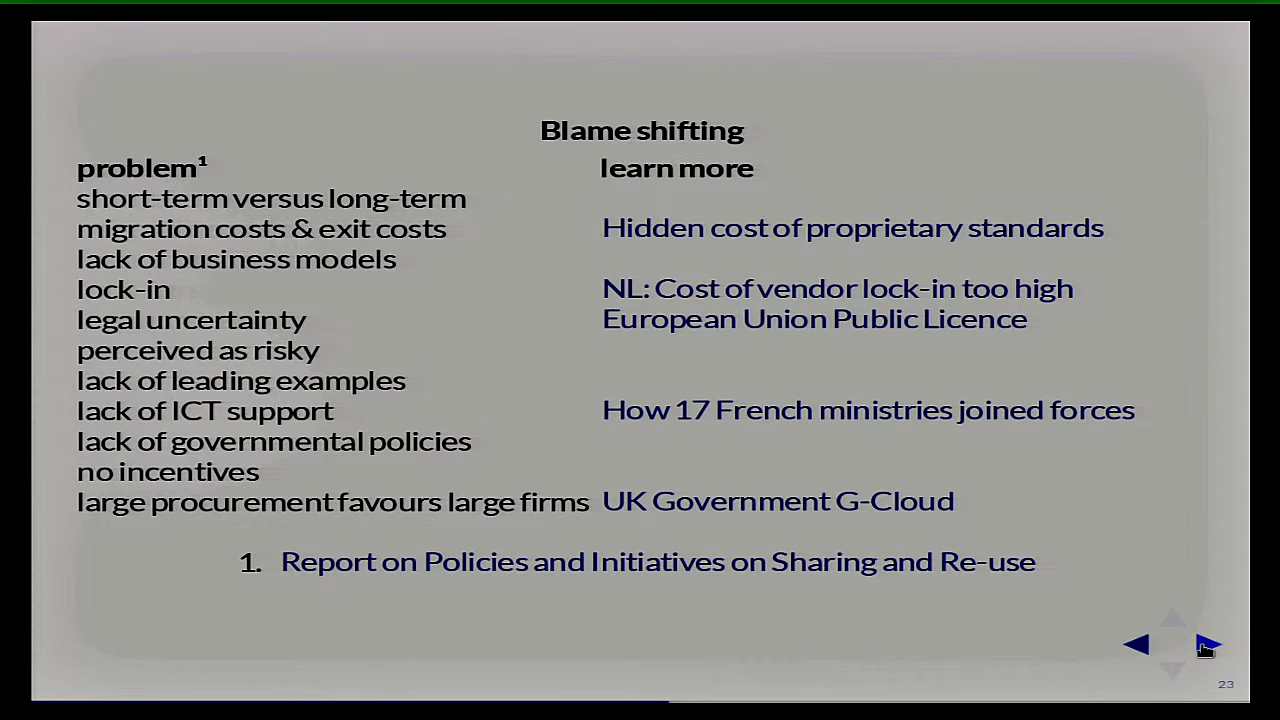 Blame shifting
problem¹ learn more
short-term versus long-term
migration costs & exit costs Hidden cost of proprietary standards
lack of business models
lock-in NL: Cost of vendor lock-in too high
legal uncertainty European Union Public Licence
perceived as risky
lack of leading examples
lack of ICT support How 17 French ministries joined forces
lack of governmental policies
no incentives
large procurement favours large firms UK Government G-Cloud
1. Report on Policies and Initiatives on Sharing and Re-use
23